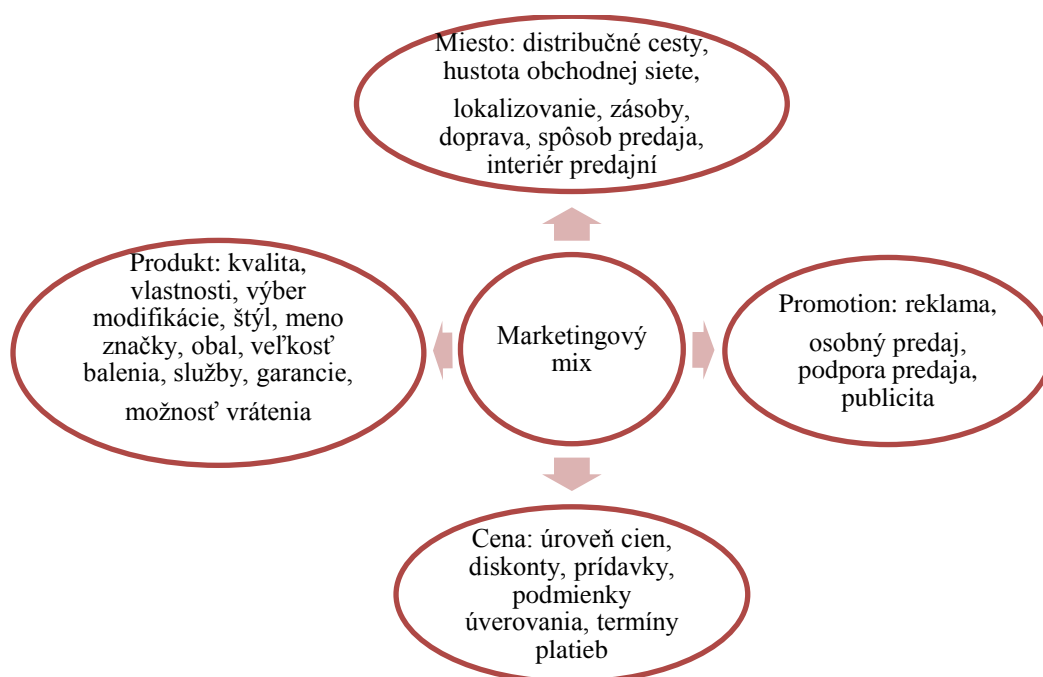 Miesto: distribučné cesty,
hustota obchodnej siete,
lokalizovanie, zásoby,
doprava, spôsob predaja,
interiér predajní
Produkt: kvalita,
vlastnosti, výber
modifikácie, štýl, meno
značky, obal, veľkosť
balenia, služby, garancie,
možnosť vrátenia
Marketingový
mix
Promotion: reklama,
osobný predaj,
podpora predaja,
publicita
Cena: úroveň cien,
diskonty, prídavky,
podmienky
úverovania, termíny
platieb